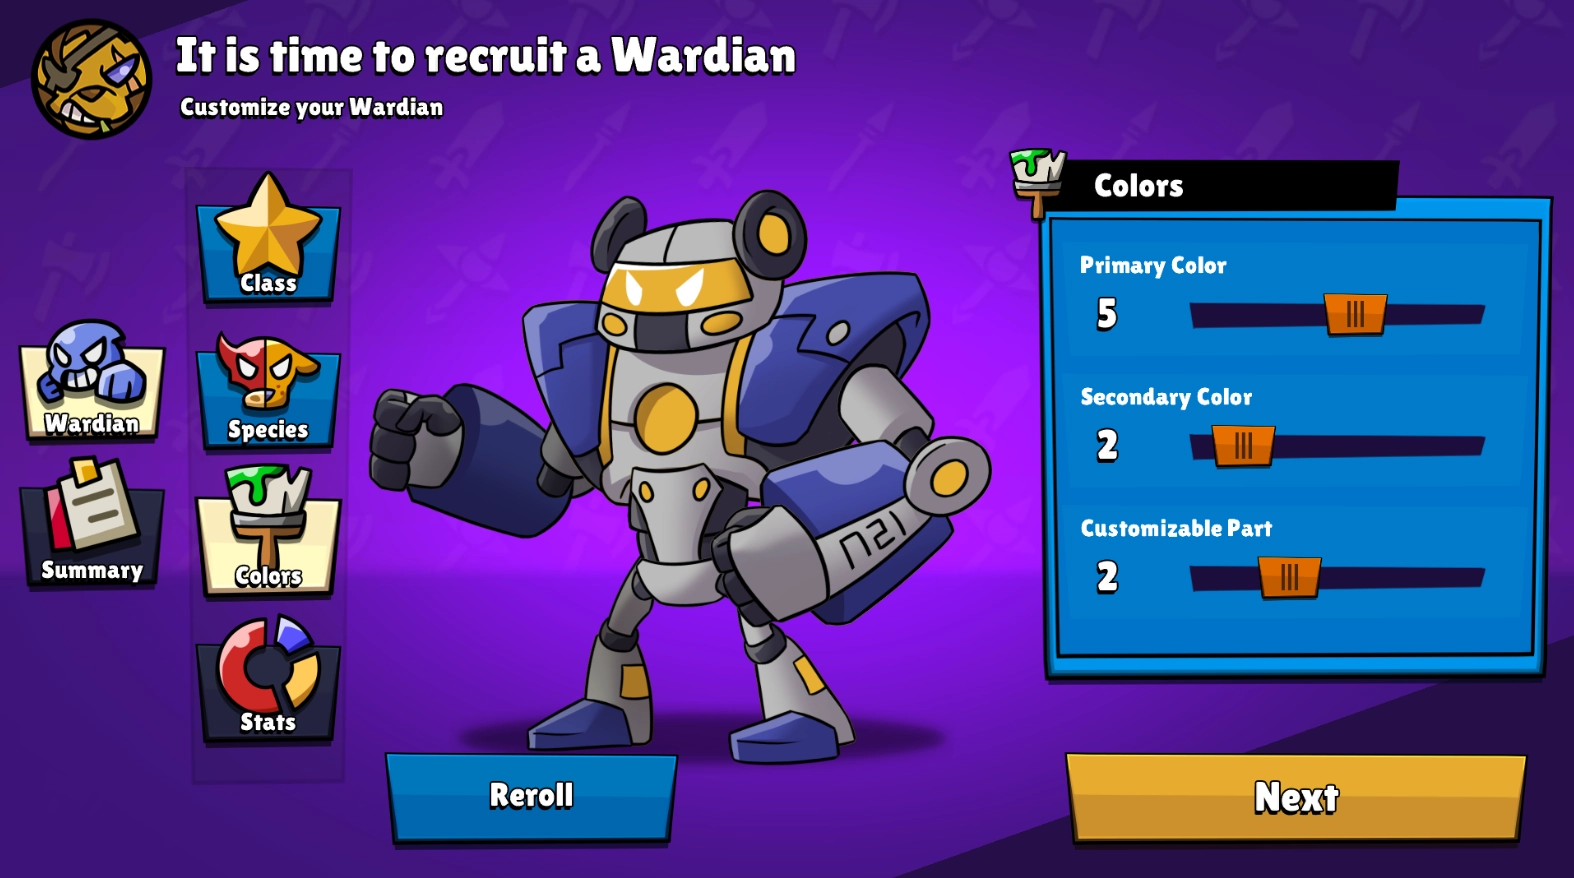 It is time to recruit a Wardian
Customize your Wardian
Class
Species
Wardian
Colors
Summary
Stats
Colors
Primary Color
5
Secondary Color
2
Customizable Part
2
Reroll
Next